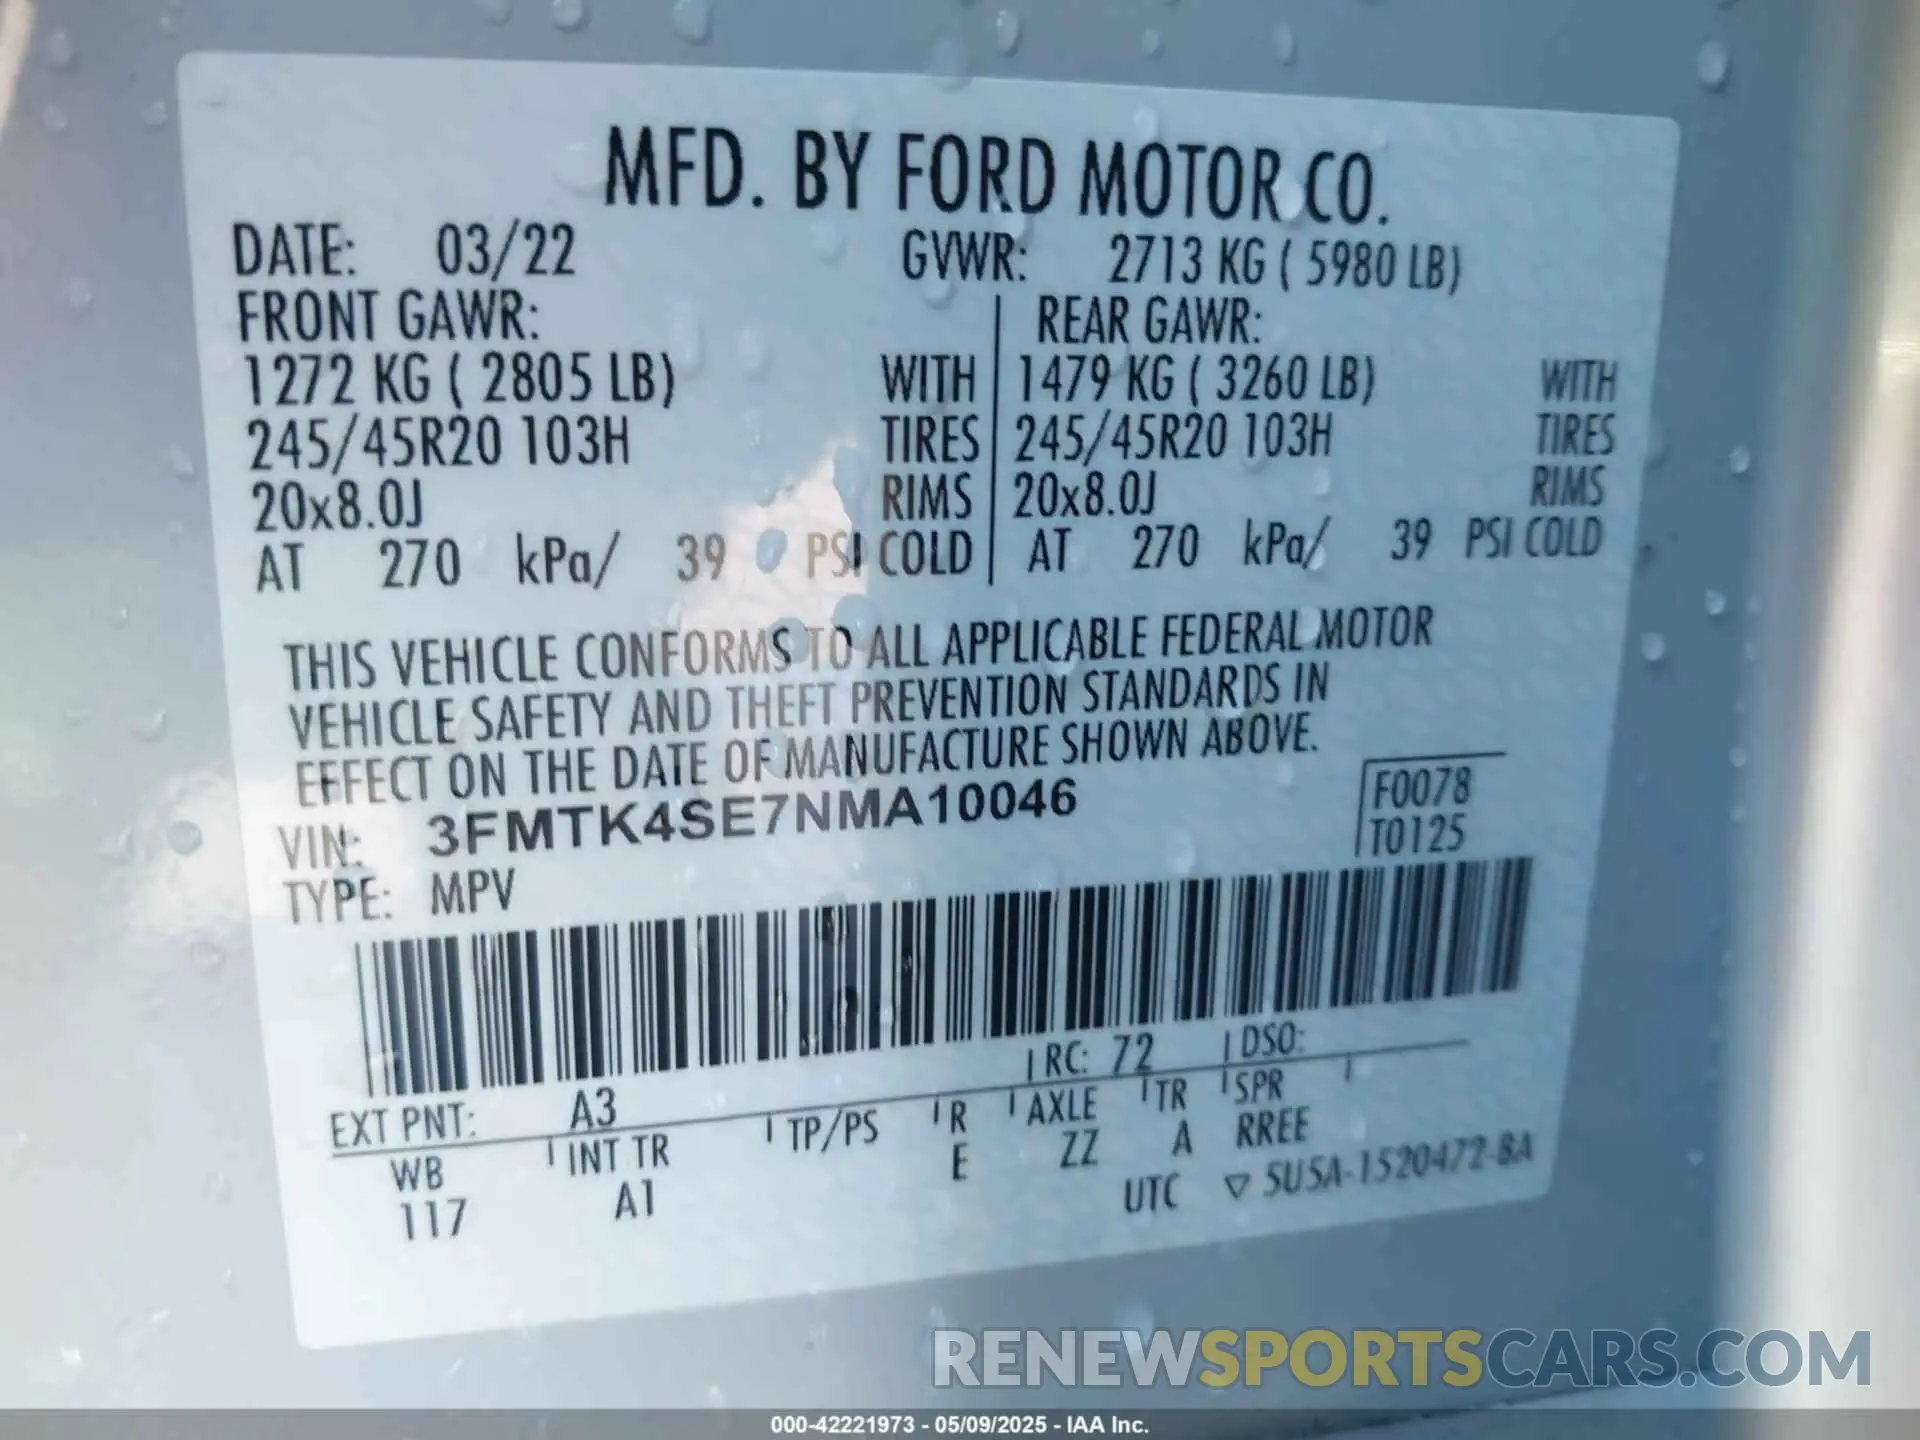 MFD. BY FORD MOTOR CO.
DATE: 03/22 GVWR: 2713 KG ( 5980 LB)
FRONT GAWR: REAR GAWR:
1272 KG ( 2805 LB) WITH 1479 KG ( 3260 LB) WITH
245/45R20 103H TIRES 245/45R20 103H TIRES
20x8.0J RIMS 20x8.0J RIMS
AT 270 kPa/ 39 PSI COLD AT 270 kPa/ 39 PSI COLD
THIS VEHICLE CONFORMS TO ALL APPLICABLE FEDERAL MOTOR
VEHICLE SAFETY AND THEFT PREVENTION STANDARDS IN
EFFECT ON THE DATE OF MANUFACTURE SHOWN ABOVE.
VIN: 3FMTK4SE7NMA10046 F0078
TYPE: MPV T0125
EXT PNT: A3 RC: 72 DSO:
WB INT TR TP/PS R AXLE TR SPR
117 A1 E ZZ A RREE
UTC ▽ 5U5A-1520472-8A
RENEWSPORTSCARS.COM
000-42221973 - 05/09/2025 - IAA Inc.